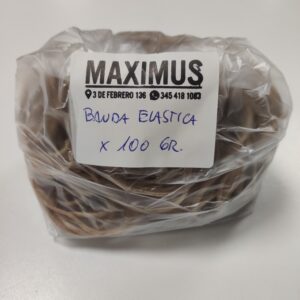 MAXIMUS
3 DE FEBRERO 136 345 418 1083
BANDA ELASTICA
x 100 GR.